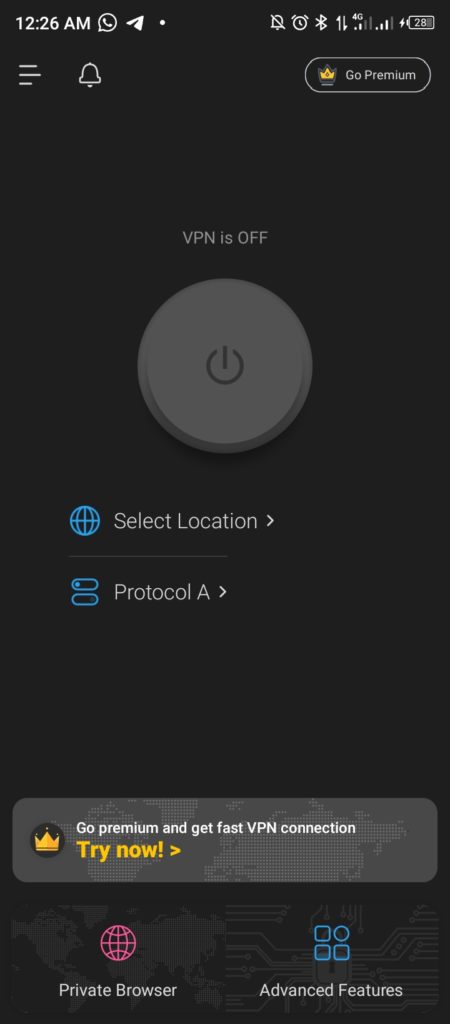 12:26 AM 4G 28
Go Premium
VPN is OFF
Select Location
Protocol A
Go premium and get fast VPN connection
Try now! >
Private Browser
Advanced Features